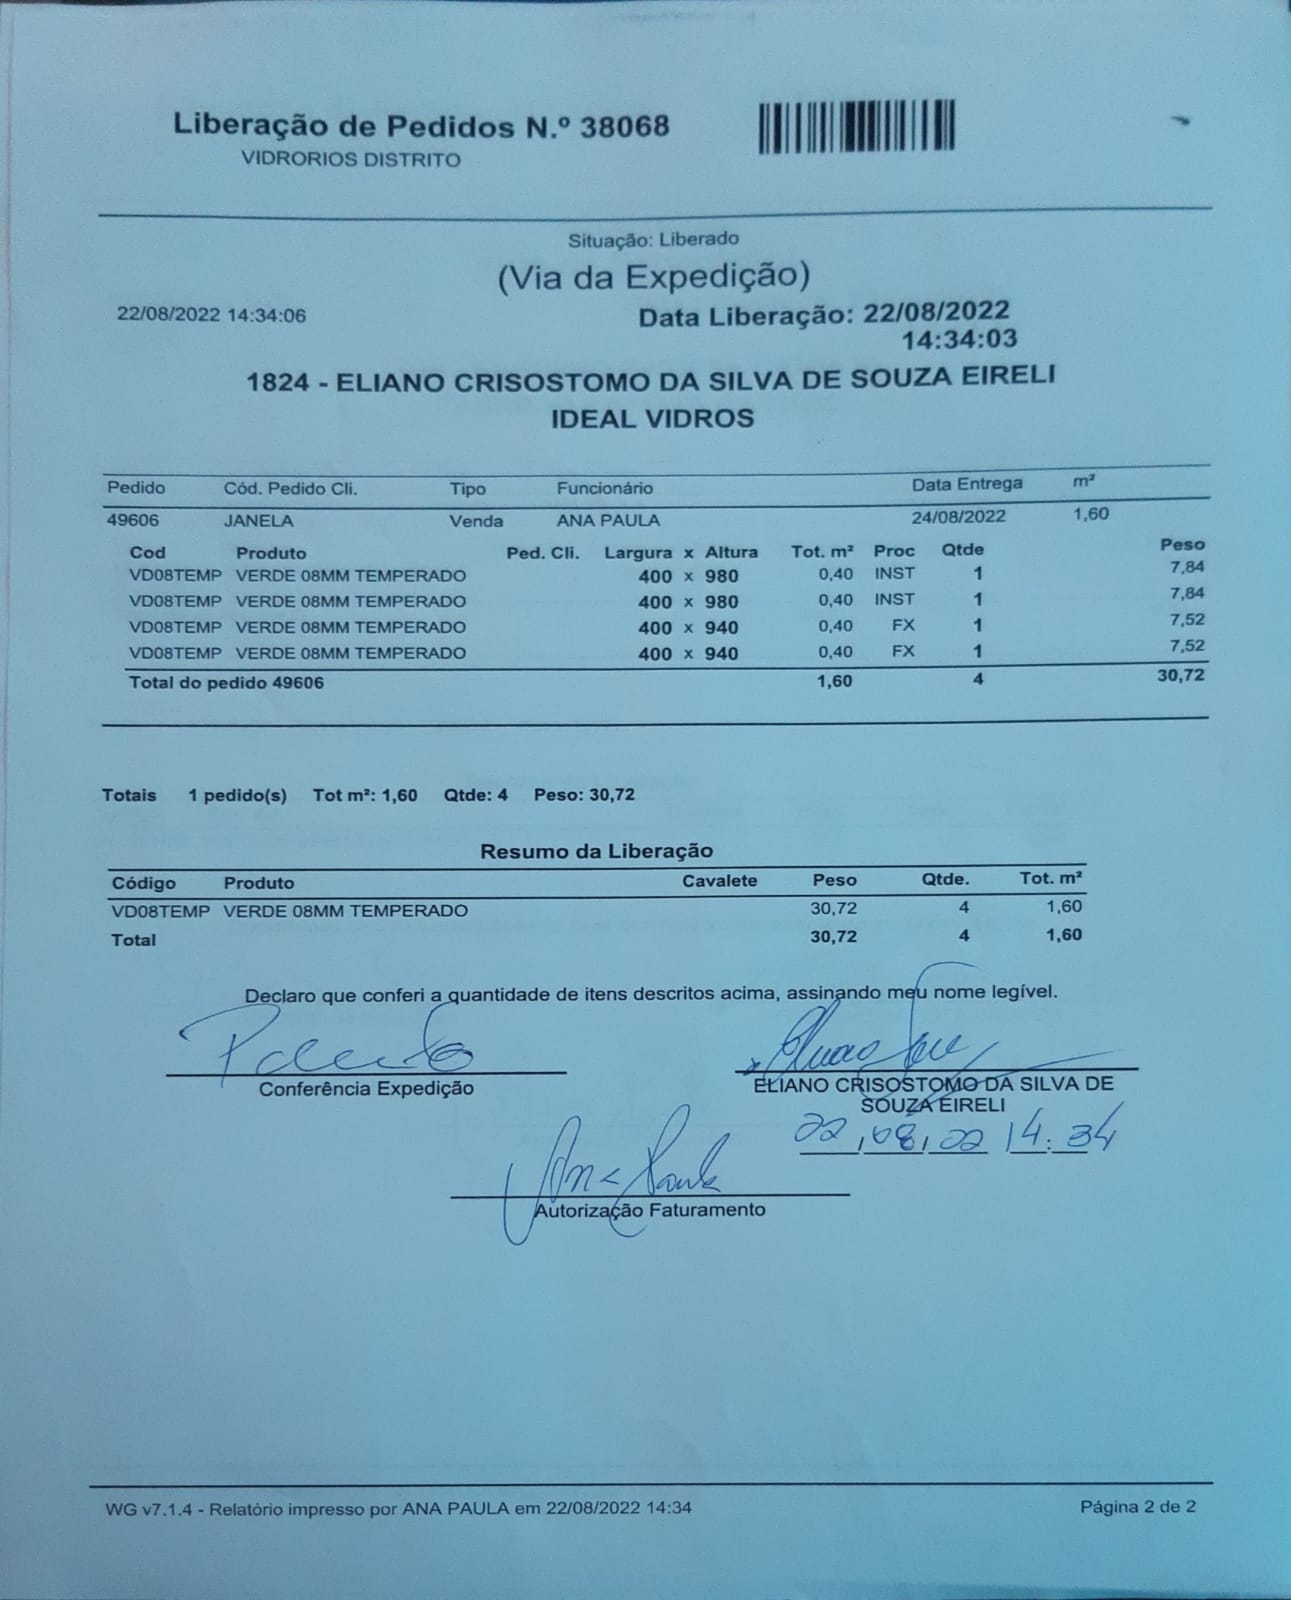 Liberação de Pedidos N.º 38068
VIDRORIOS DISTRITO
Situação: Liberado
(Via da Expedição)
22/08/2022 14:34:06
Data Liberação: 22/08/2022
14:34:03
1824 - ELIANO CRISOSTOMO DA SILVA DE SOUZA EIRELI
IDEAL VIDROS
Pedido Cód. Pedido Cli. Tipo Funcionário Data Entrega m²
49606 JANELA Venda ANA PAULA 24/08/2022 1,60
Cod Produto Ped. Cli. Largura x Altura Tot. m² Proc Qtde Peso
VD08TEMP VERDE 08MM TEMPERADO 400 x 980 0,40 INST 1 7,84
VD08TEMP VERDE 08MM TEMPERADO 400 x 980 0,40 INST 1 7,84
VD08TEMP VERDE 08MM TEMPERADO 400 x 940 0,40 FX 1 7,52
VD08TEMP VERDE 08MM TEMPERADO 400 x 940 0,40 FX 1 7,52
Total do pedido 49606 1,60 4 30,72
Totais 1 pedido(s) Tot m²: 1,60 Qtde: 4 Peso: 30,72
Resumo da Liberação
Código Produto Cavalete Peso Qtde. Tot. m²
VD08TEMP VERDE 08MM TEMPERADO 30,72 4 1,60
Total 30,72 4 1,60
Declaro que conferi a quantidade de itens descritos acima, assinando meu nome legível.
Conferência Expedição
ELIANO CRISOSTOMO DA SILVA DE
SOUZA EIRELI
22,08,22 14:34
Ana Paula
Autorização Faturamento
WG v7.1.4 - Relatório impresso por ANA PAULA em 22/08/2022 14:34
Página 2 de 2